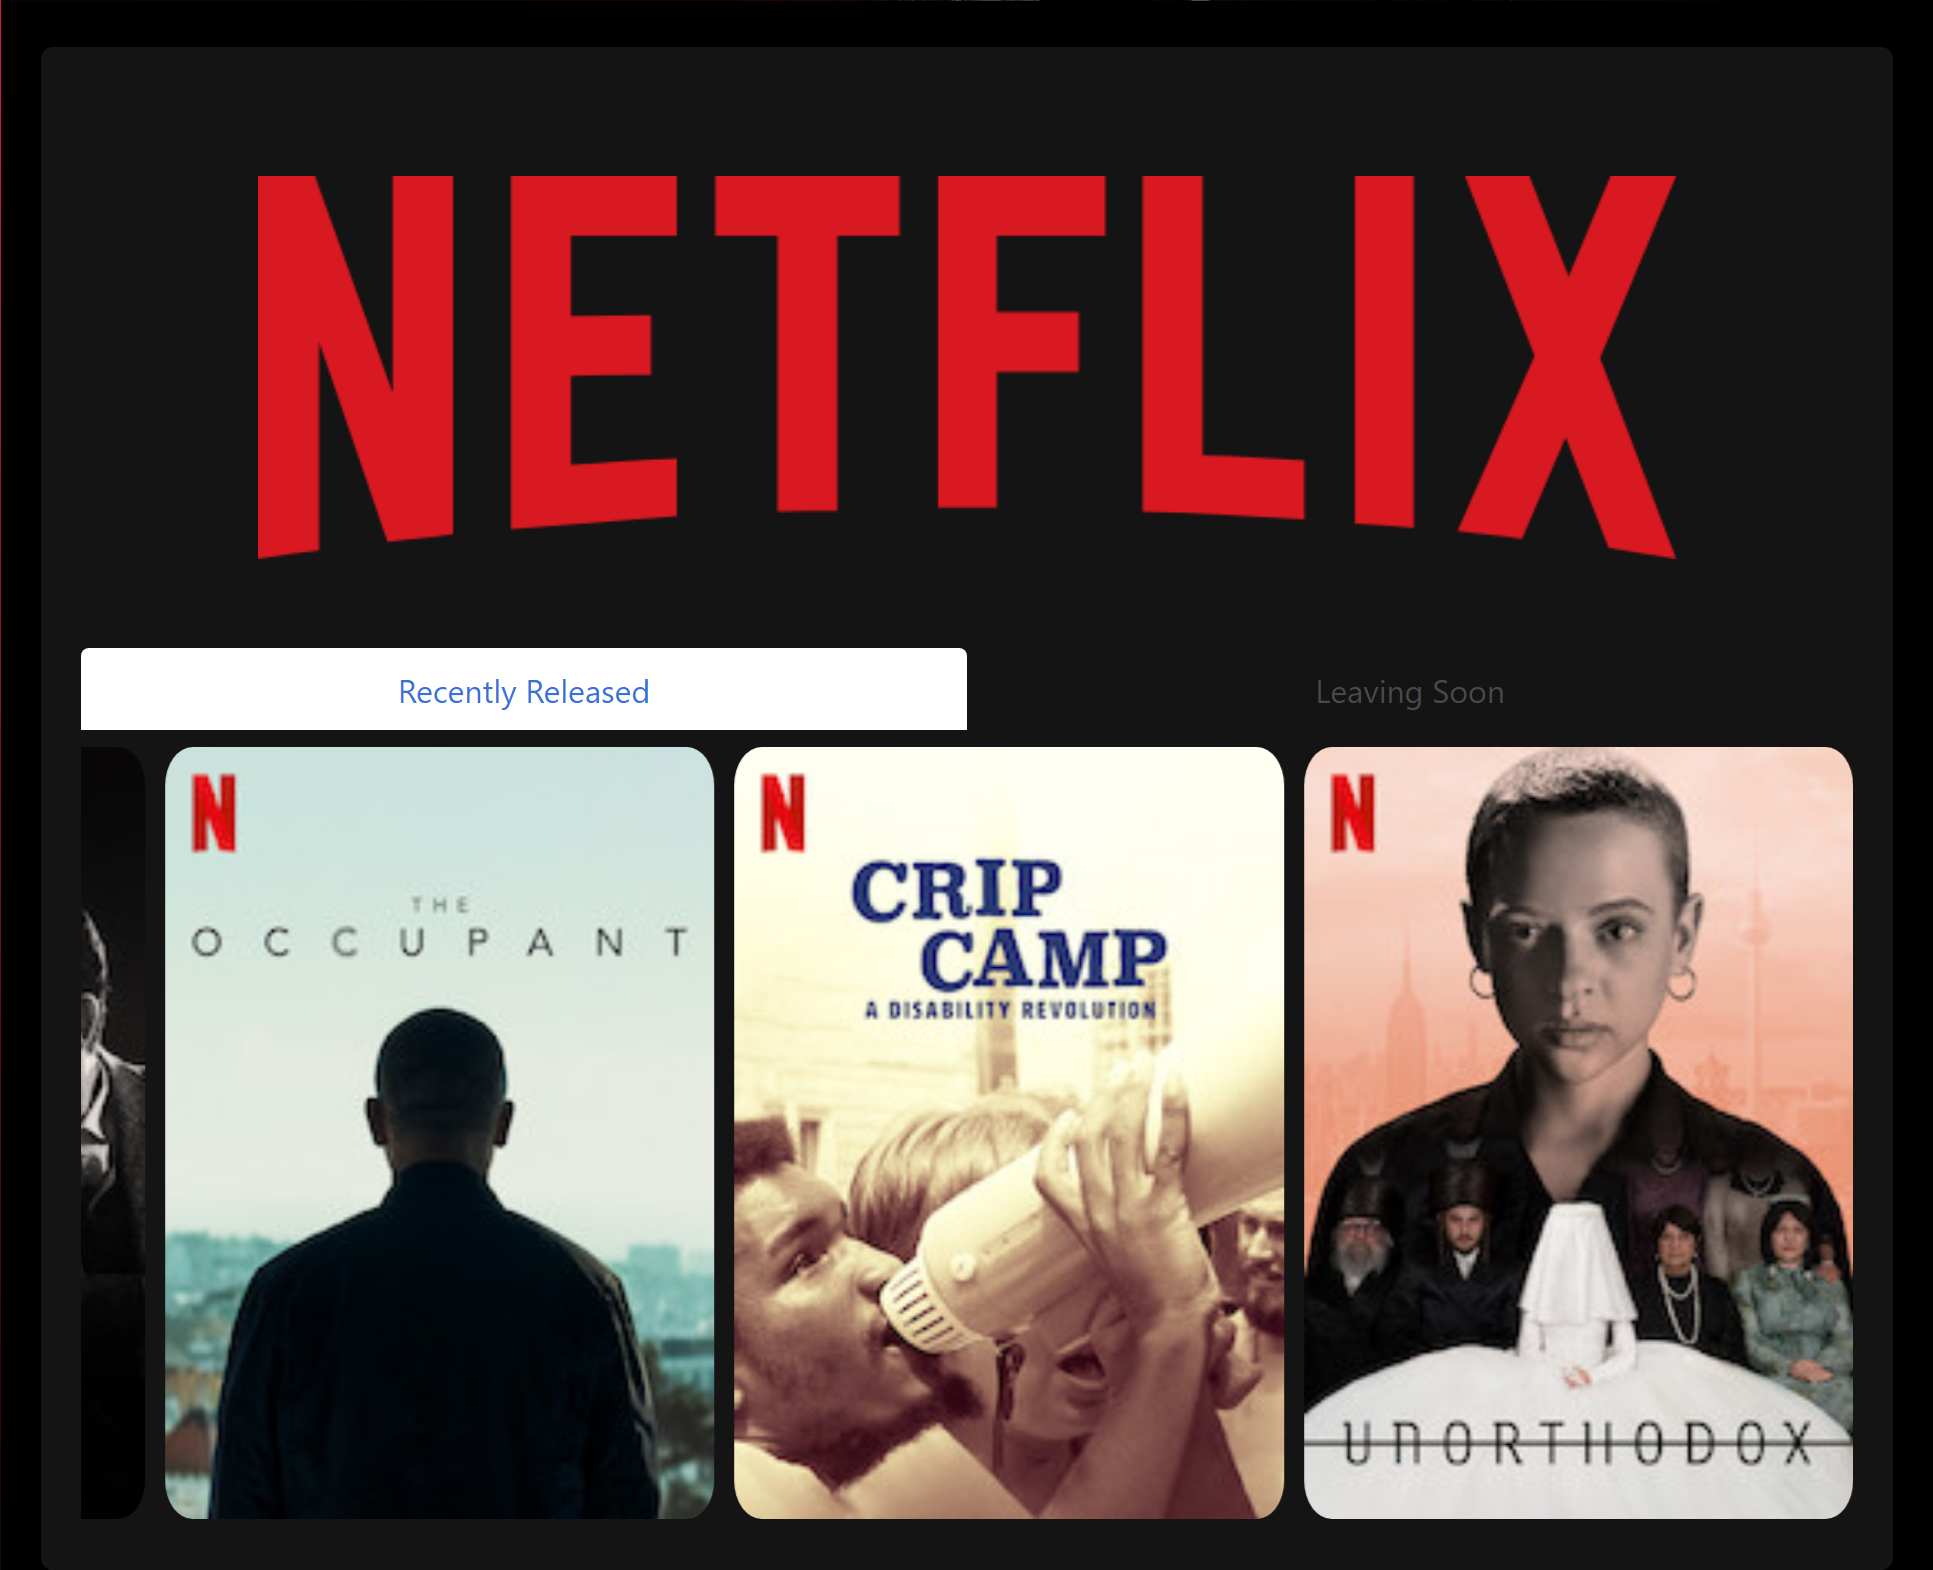 NETFLIX
Recently Released
Leaving Soon
N
THE
OCCUPANT
N
CRIP
CAMP
A DISABILITY REVOLUTION
N
UNORTHODOX